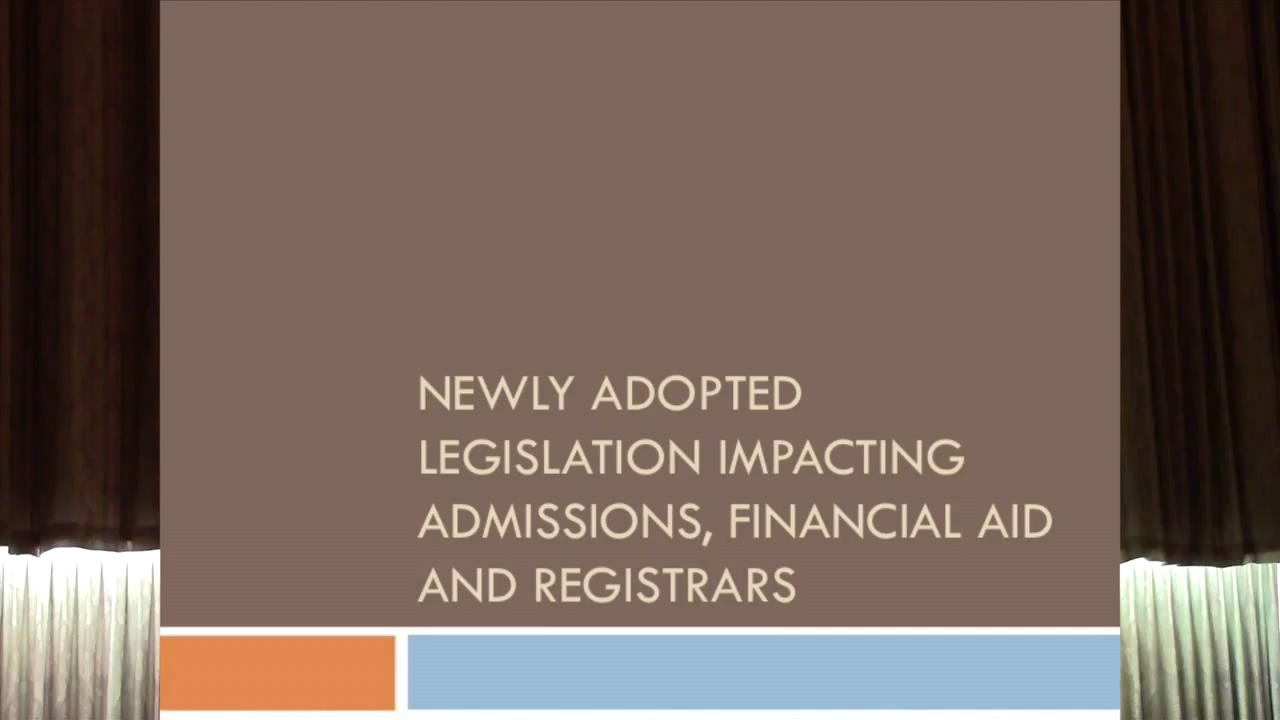 NEWLY ADOPTED
LEGISLATION IMPACTING
ADMISSIONS, FINANCIAL AID
AND REGISTRARS